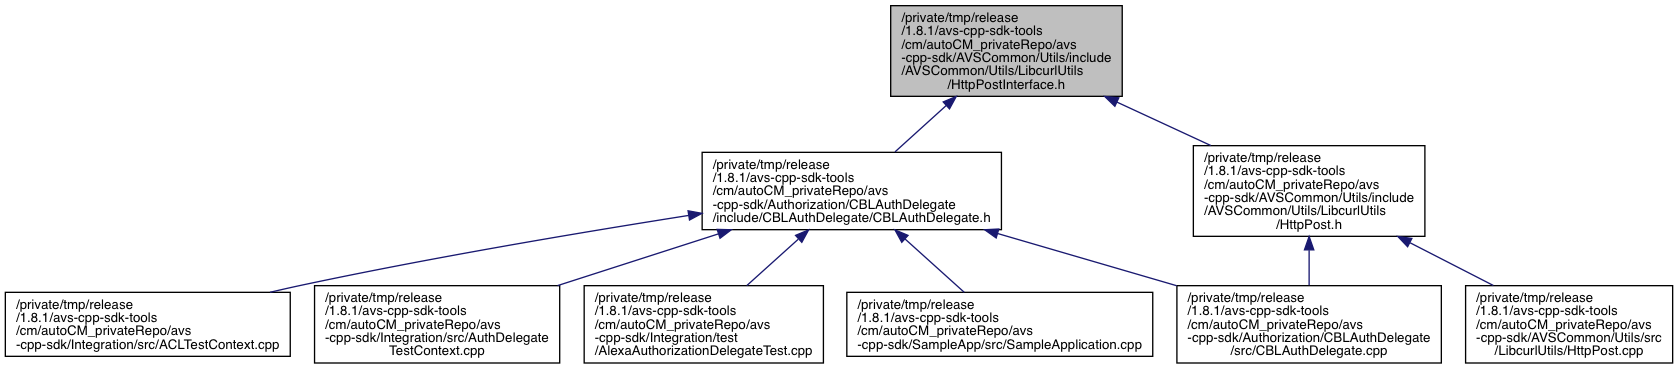 /private/tmp/release
/1.8.1/avs-cpp-sdk-tools
/cm/autoCM_privateRepo/avs
-cpp-sdk/AVSCommon/Utils/include
/AVSCommon/Utils/LibcurlUtils
/HttpPostInterface.h
/private/tmp/release
/1.8.1/avs-cpp-sdk-tools
/cm/autoCM_privateRepo/avs
-cpp-sdk/Authorization/CBLAuthDelegate
/include/CBLAuthDelegate/CBLAuthDelegate.h
/private/tmp/release
/1.8.1/avs-cpp-sdk-tools
/cm/autoCM_privateRepo/avs
-cpp-sdk/AVSCommon/Utils/include
/AVSCommon/Utils/LibcurlUtils
/HttpPost.h
/private/tmp/release
/1.8.1/avs-cpp-sdk-tools
/cm/autoCM_privateRepo/avs
-cpp-sdk/Integration/src/ACLTestContext.cpp
/private/tmp/release
/1.8.1/avs-cpp-sdk-tools
/cm/autoCM_privateRepo/avs
-cpp-sdk/Integration/src/AuthDelegate
TestContext.cpp
/private/tmp/release
/1.8.1/avs-cpp-sdk-tools
/cm/autoCM_privateRepo/avs
-cpp-sdk/Integration/test
/AlexaAuthorizationDelegateTest.cpp
/private/tmp/release
/1.8.1/avs-cpp-sdk-tools
/cm/autoCM_privateRepo/avs
-cpp-sdk/SampleApp/src/SampleApplication.cpp
/private/tmp/release
/1.8.1/avs-cpp-sdk-tools
/cm/autoCM_privateRepo/avs
-cpp-sdk/Authorization/CBLAuthDelegate
/src/CBLAuthDelegate.cpp
/private/tmp/release
/1.8.1/avs-cpp-sdk-tools
/cm/autoCM_privateRepo/avs
-cpp-sdk/AVSCommon/Utils/src
/LibcurlUtils/HttpPost.cpp